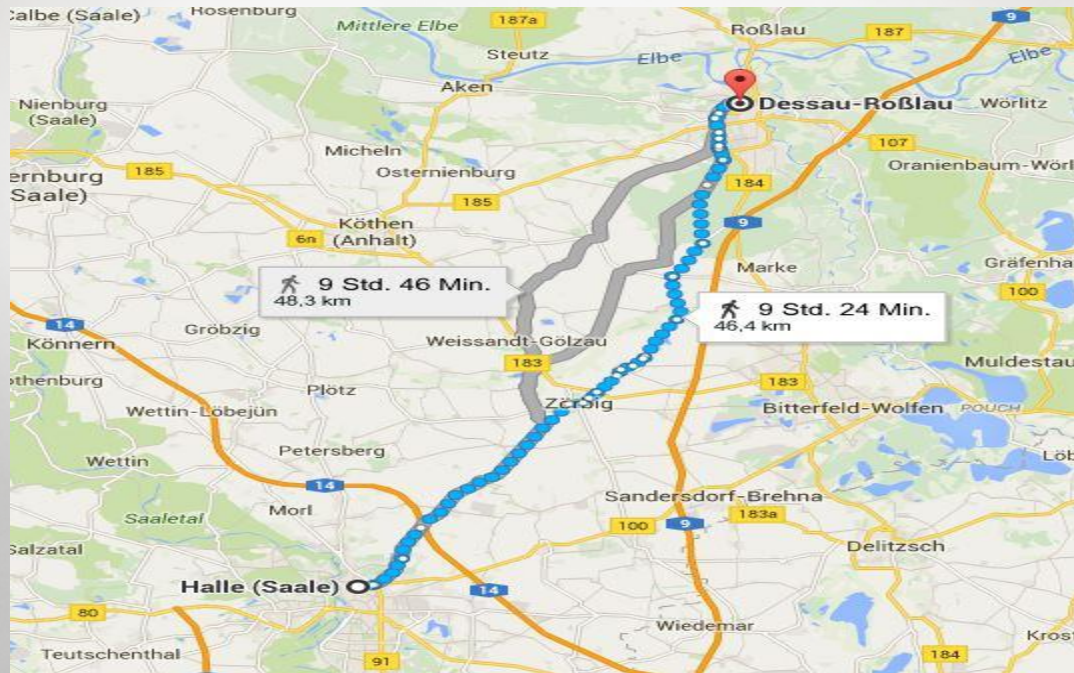 Calbe (Saale)
Rosenburg
Mittlere Elbe
187a
Roßlau
9
187
Steutz
Elbe
Elbe
Aken
Dessau-Roßlau
Wörlitz
Nienburg
(Saale)
Micheln
107
185
Osternienburg
Oranienbaum-Wörl
ernburg
(Saale)
184
185
Köthen
(Anhalt)
6n
9
Marke
Gräfenha
9 Std. 46 Min.
48,3 km
100
9 Std. 24 Min.
46,4 km
14
Gröbzig
Könnern
Weissandt-Gölzau
Muldestau
183
othenburg
Plötz
183
Zörbig
Wettin-Löbejün
Bitterfeld-Wolfen
POUCH
Petersberg
Löb
Wettin
14
Sandersdorf-Brehna
Morl
Saaletal
100
9
183a
Salzatal
Delitzsch
Halle (Saale)
14
80
Wiedemar
Krost
Teutschenthal
91
184